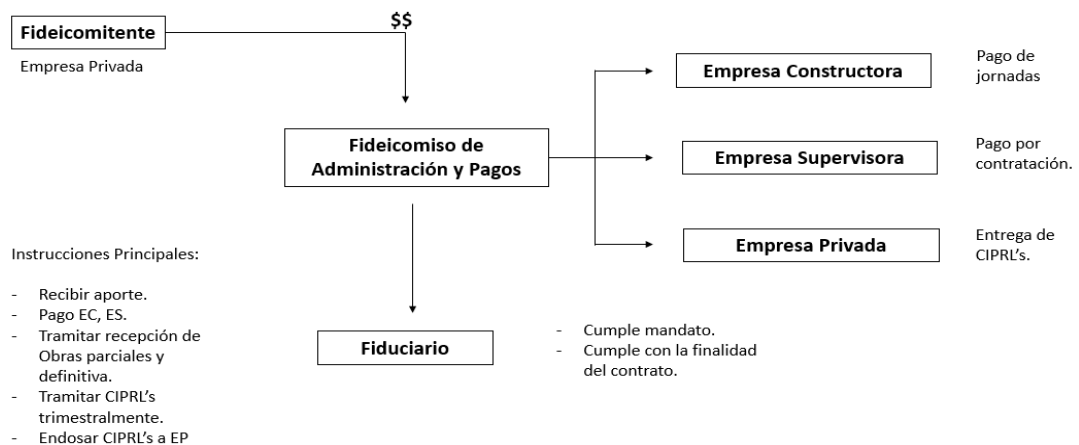 $$
Fideicomitente
Empresa Privada
Empresa Constructora
Pago de
jornadas
Fideicomiso de
Administración y Pagos
Empresa Supervisora
Pago por
contratación.
Empresa Privada
Entrega de
CIPRL’s.
Instrucciones Principales:
- Recibir aporte.
- Pago EC, ES.
- Tramitar recepción de
Obras parciales y
definitiva.
- Tramitar CIPRL’s
trimestralmente.
- Endosar CIPRL’s a EP
Fiduciario
- Cumple mandato.
- Cumple con la finalidad
del contrato.